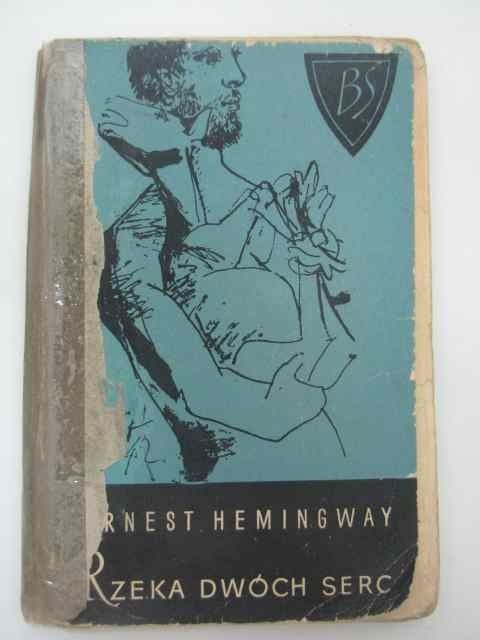 BS
RNEST HEMINGWAY
RZEKA DWÓCH SERC